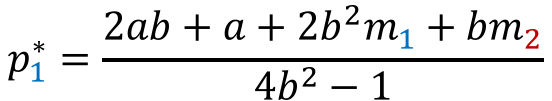 p₁* = (2ab + a + 2b²m₁ + bm₂) / (4b² − 1)